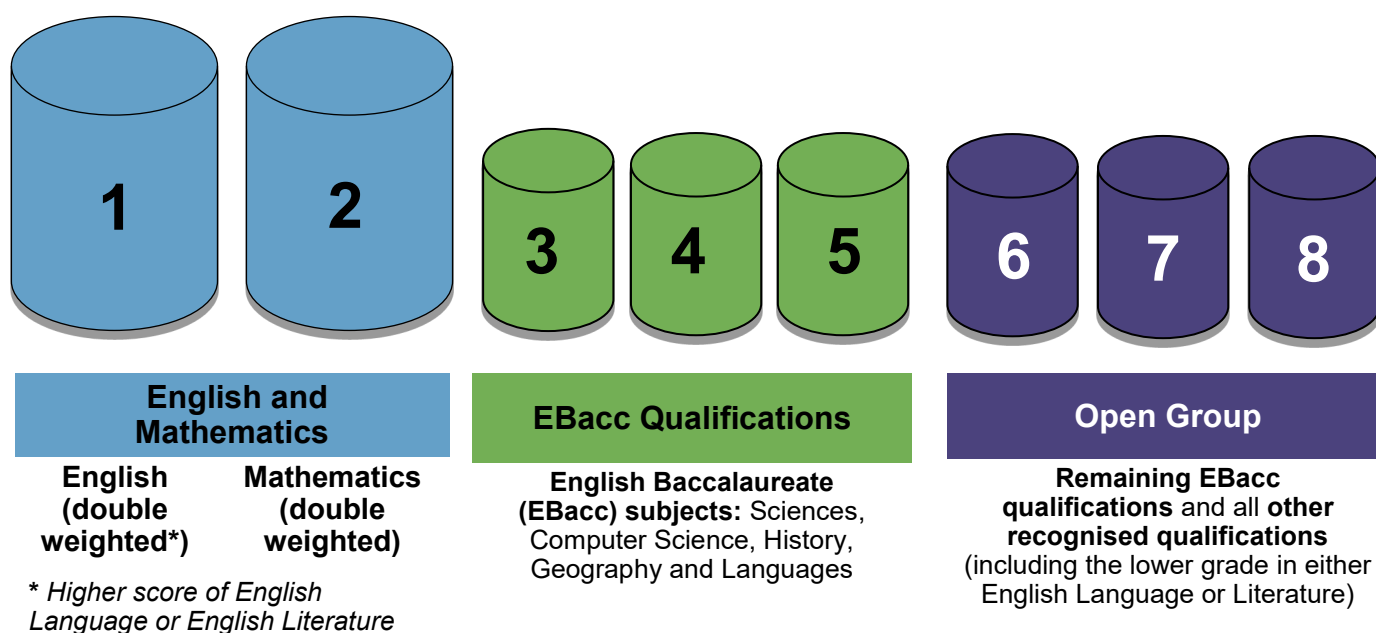 1
2
3
4
5
6
7
8
English and
Mathematics
English
(double
weighted*)
Mathematics
(double
weighted)
* Higher score of English
Language or English Literature
EBacc Qualifications
English Baccalaureate
(EBacc) subjects: Sciences,
Computer Science, History,
Geography and Languages
Open Group
Remaining EBacc
qualifications and all other
recognised qualifications
(including the lower grade in either
English Language or Literature)